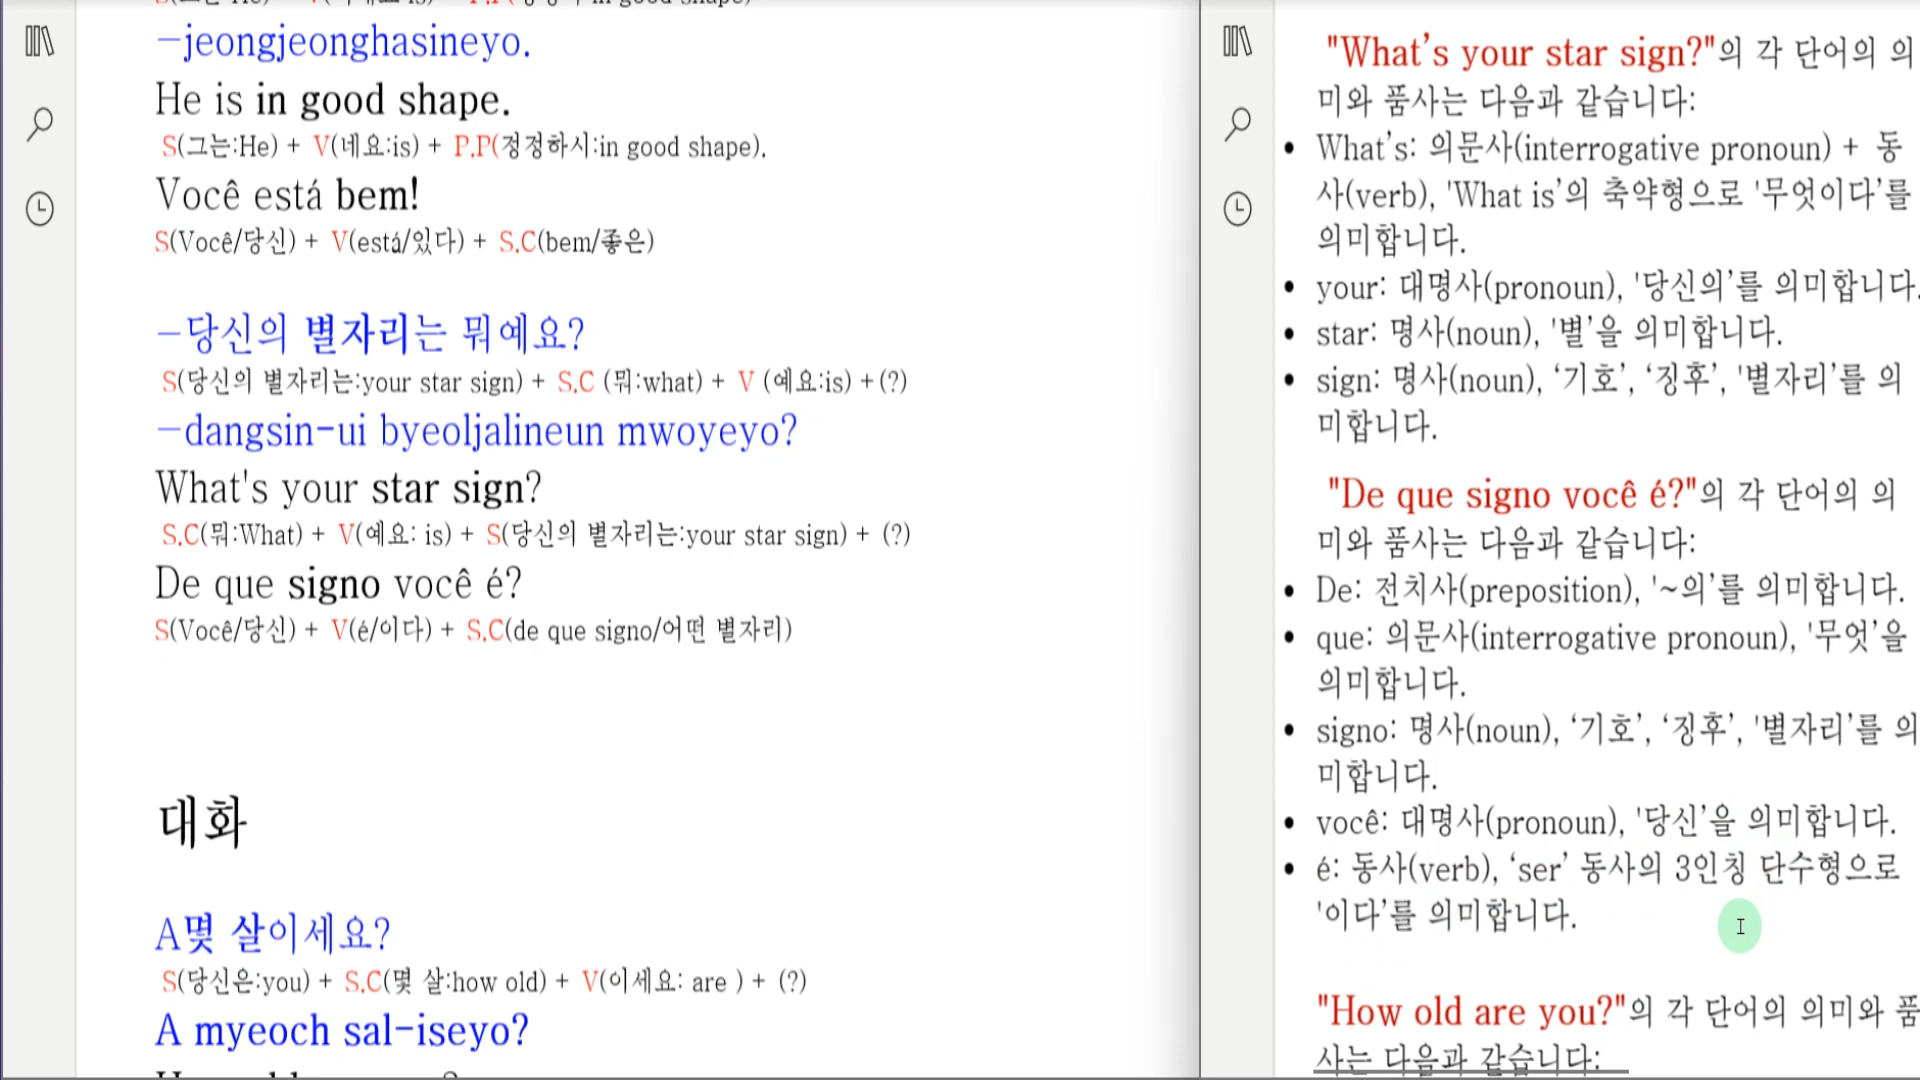 -jeongjeonghasineyo.
He is in good shape.
S(그는:He) + V(네요:is) + P.P(정정하시:in good shape).
Você está bem!
S(Você/당신) + V(está/있다) + S.C(bem/좋은)
-당신의 별자리는 뭐예요?
S(당신의 별자리는:your star sign) + S.C (뭐:what) + V (예요:is) +(?)
-dangsin-ui byeoljalineun mwoyeyo?
What's your star sign?
S.C(뭐:What) + V(예요: is) + S(당신의 별자리는:your star sign) + (?)
De que signo você é?
S(Você/당신) + V(é/이다) + S.C(de que signo/어떤 별자리)
대화
A몇 살이세요?
S(당신은:you) + S.C(몇 살:how old) + V(이세요: are ) + (?)
A myeoch sal-iseyo?
"What’s your star sign?"의 각 단어의 의
미와 품사는 다음과 같습니다:
• What’s: 의문사(interrogative pronoun) + 동
사(verb), 'What is’의 축약형으로 '무엇이다’를
의미합니다.
• your: 대명사(pronoun), '당신의’를 의미합니다.
• star: 명사(noun), '별’을 의미합니다.
• sign: 명사(noun), ‘기호’, ‘징후’, '별자리’를 의
미합니다.
"De que signo você é?"의 각 단어의 의
미와 품사는 다음과 같습니다:
• De: 전치사(preposition), '~의’를 의미합니다.
• que: 의문사(interrogative pronoun), '무엇’을
의미합니다.
• signo: 명사(noun), ‘기호’, ‘징후’, '별자리’를 의
미합니다.
• você: 대명사(pronoun), '당신’을 의미합니다.
• é: 동사(verb), ‘ser’ 동사의 3인칭 단수형으로
'이다’를 의미합니다.
"How old are you?"의 각 단어의 의미와 품
사는 다음과 같습니다: